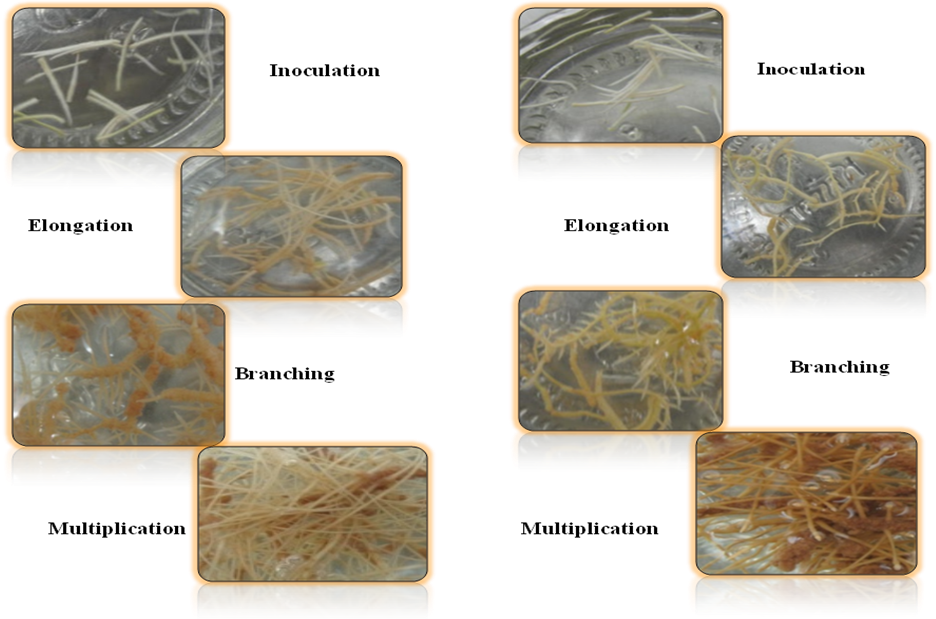 Inoculation
Elongation
Branching
Multiplication
Inoculation
Elongation
Branching
Multiplication